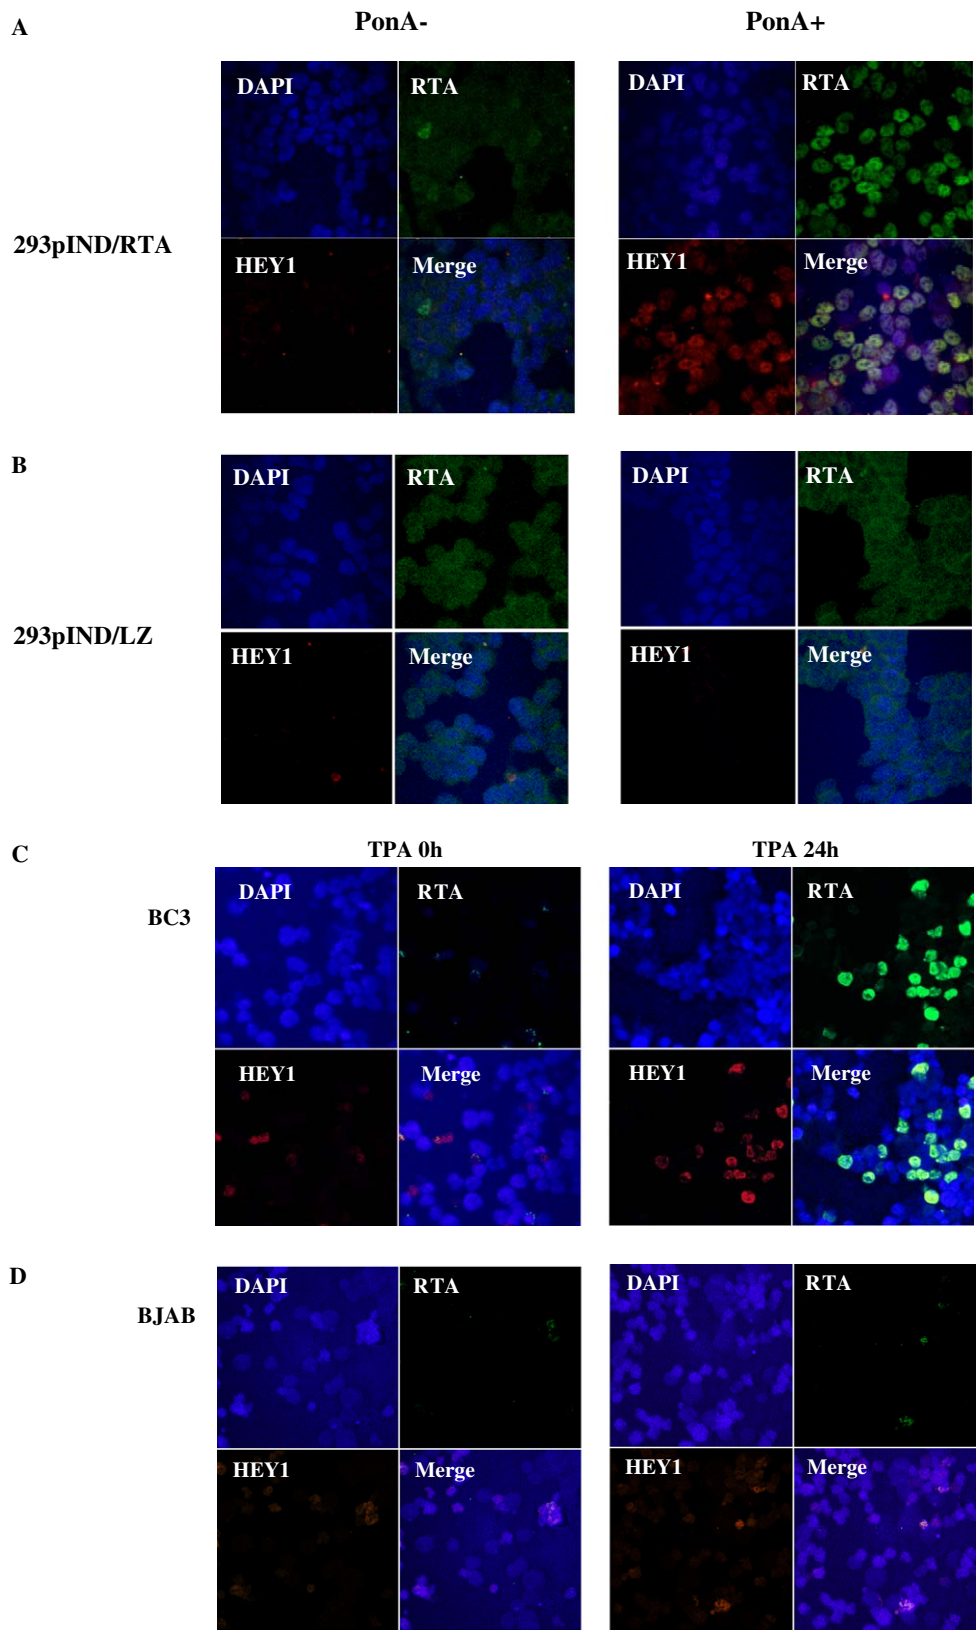 A
PonA-
PonA+
DAPI
RTA
DAPI
RTA
293pIND/RTA
HEY1
Merge
HEY1
Merge
B
DAPI
RTA
DAPI
RTA
293pIND/LZ
HEY1
Merge
HEY1
Merge
C
TPA 0h
TPA 24h
BC3
DAPI
RTA
DAPI
RTA
HEY1
Merge
HEY1
Merge
D
BJAB
DAPI
RTA
DAPI
RTA
HEY1
Merge
HEY1
Merge